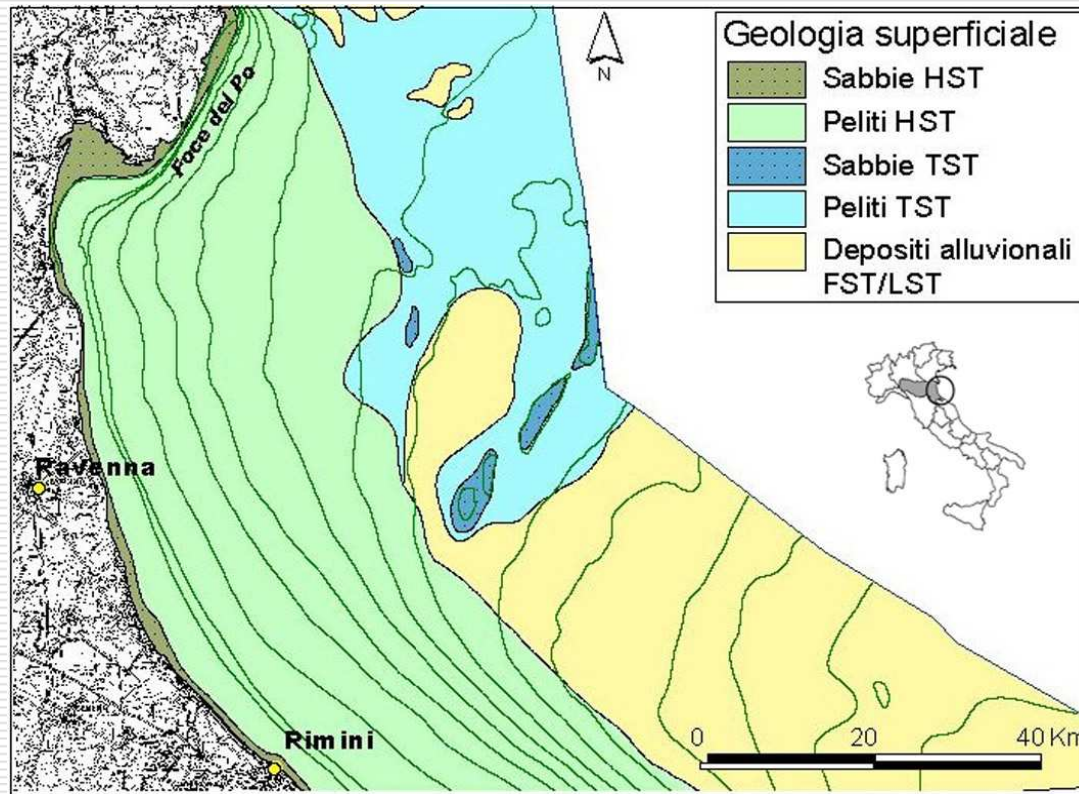 Geologia superficiale
Sabbie HST
Peliti HST
Sabbie TST
Peliti TST
Depositi alluvionali
FST/LST
N
Foce del Po
Ravenna
Rimini
0 20 40 Km